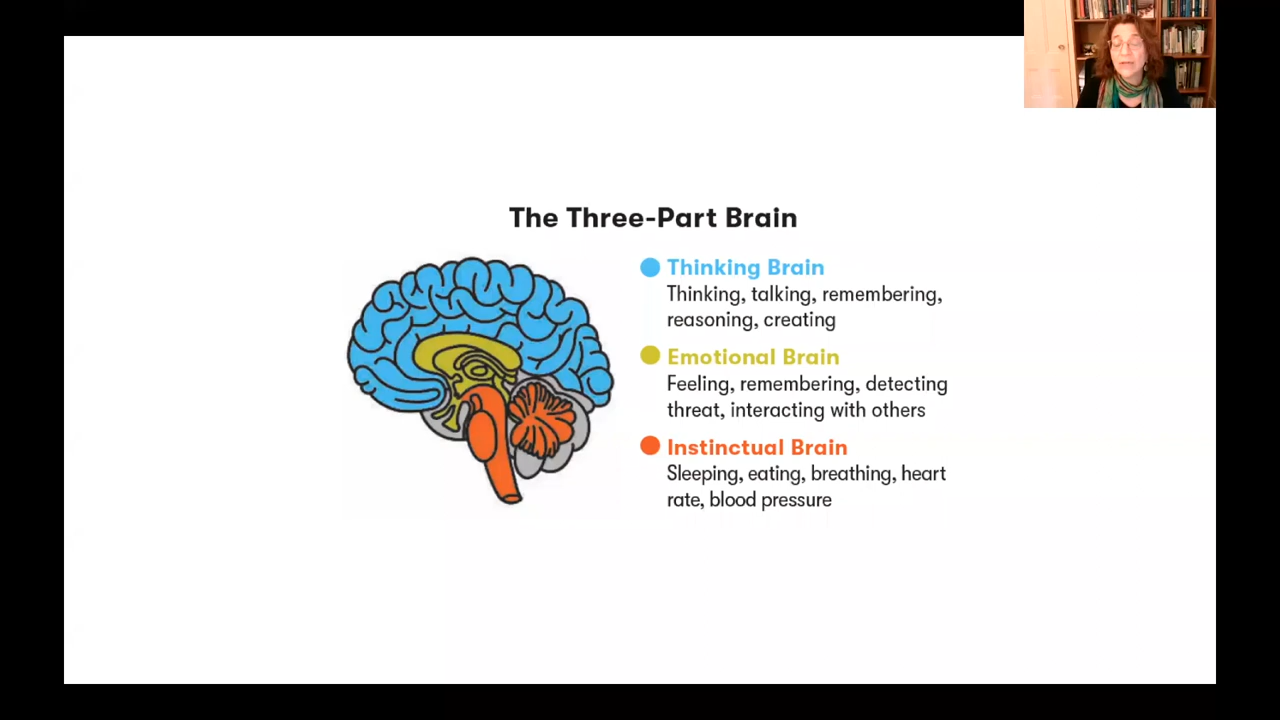 The Three-Part Brain
Thinking Brain
Thinking, talking, remembering,
reasoning, creating
Emotional Brain
Feeling, remembering, detecting
threat, interacting with others
Instinctual Brain
Sleeping, eating, breathing, heart
rate, blood pressure